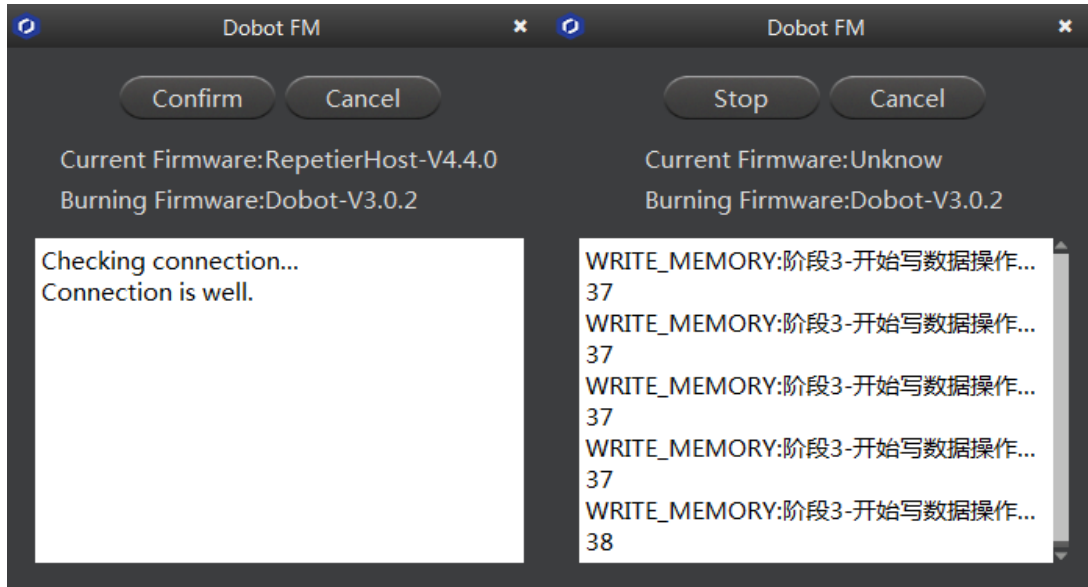 Dobot FM
Confirm
Cancel
Current Firmware:RepetierHost-V4.4.0
Burning Firmware:Dobot-V3.0.2
Checking connection...
Connection is well.
Dobot FM
Stop
Cancel
Current Firmware:Unknow
Burning Firmware:Dobot-V3.0.2
WRITE_MEMORY:阶段3-开始写数据操作...
37
WRITE_MEMORY:阶段3-开始写数据操作...
37
WRITE_MEMORY:阶段3-开始写数据操作...
37
WRITE_MEMORY:阶段3-开始写数据操作...
37
WRITE_MEMORY:阶段3-开始写数据操作...
38